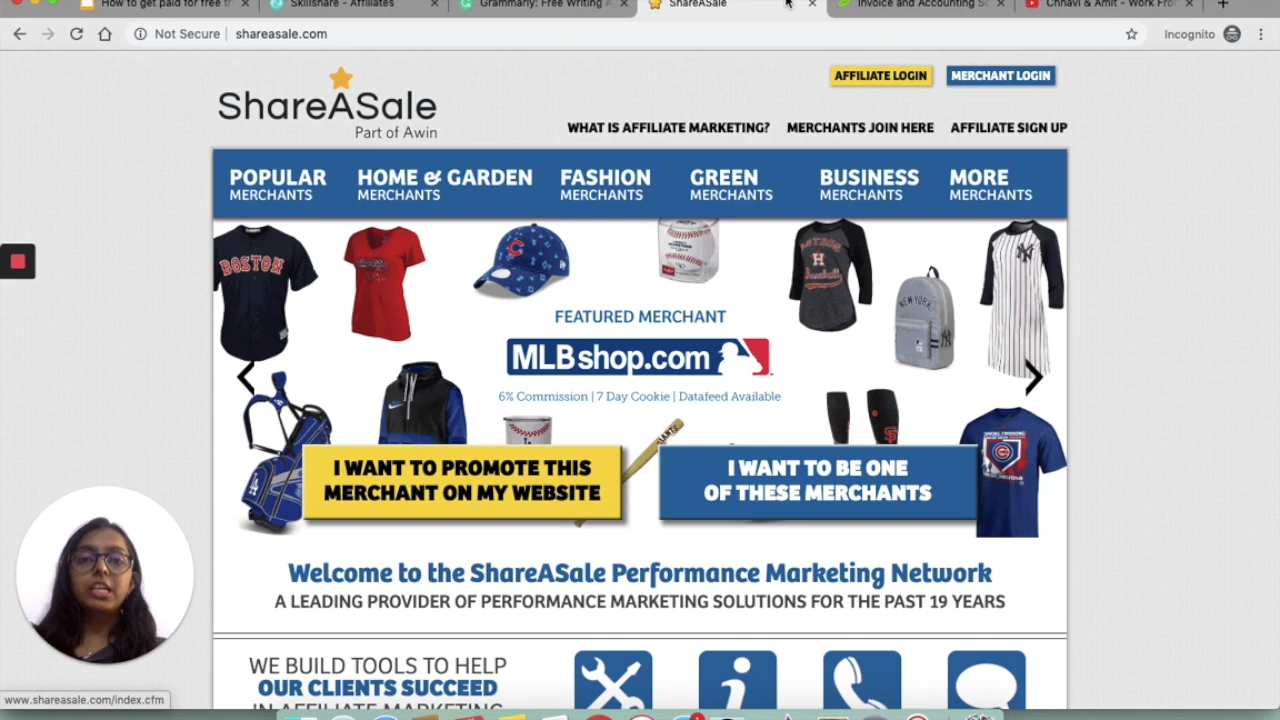 How to get paid for free t
Skillshare - Affiliates
Grammarly: Free Writing A
ShareASale
Invoice and Accounting S
Chhavi & Amit - Work From
Not Secure
shareasale.com
Incognito
ShareASale
Part of Awin
AFFILIATE LOGIN
MERCHANT LOGIN
WHAT IS AFFILIATE MARKETING?
MERCHANTS JOIN HERE
AFFILIATE SIGN UP
POPULAR
MERCHANTS
HOME & GARDEN
MERCHANTS
FASHION
MERCHANTS
GREEN
MERCHANTS
BUSINESS
MERCHANTS
MORE
MERCHANTS
BOSTON
C
H
Baseball
NEW YORK
FEATURED MERCHANT
MLBshop.com
6% Commission | 7 Day Cookie | Datafeed Available
I WANT TO PROMOTE THIS
MERCHANT ON MY WEBSITE
I WANT TO BE ONE
OF THESE MERCHANTS
Welcome to the ShareASale Performance Marketing Network
A LEADING PROVIDER OF PERFORMANCE MARKETING SOLUTIONS FOR THE PAST 19 YEARS
WE BUILD TOOLS TO HELP
OUR CLIENTS SUCCEED
IN AFFILIATE MARKETING
www.shareasale.com/index.cfm